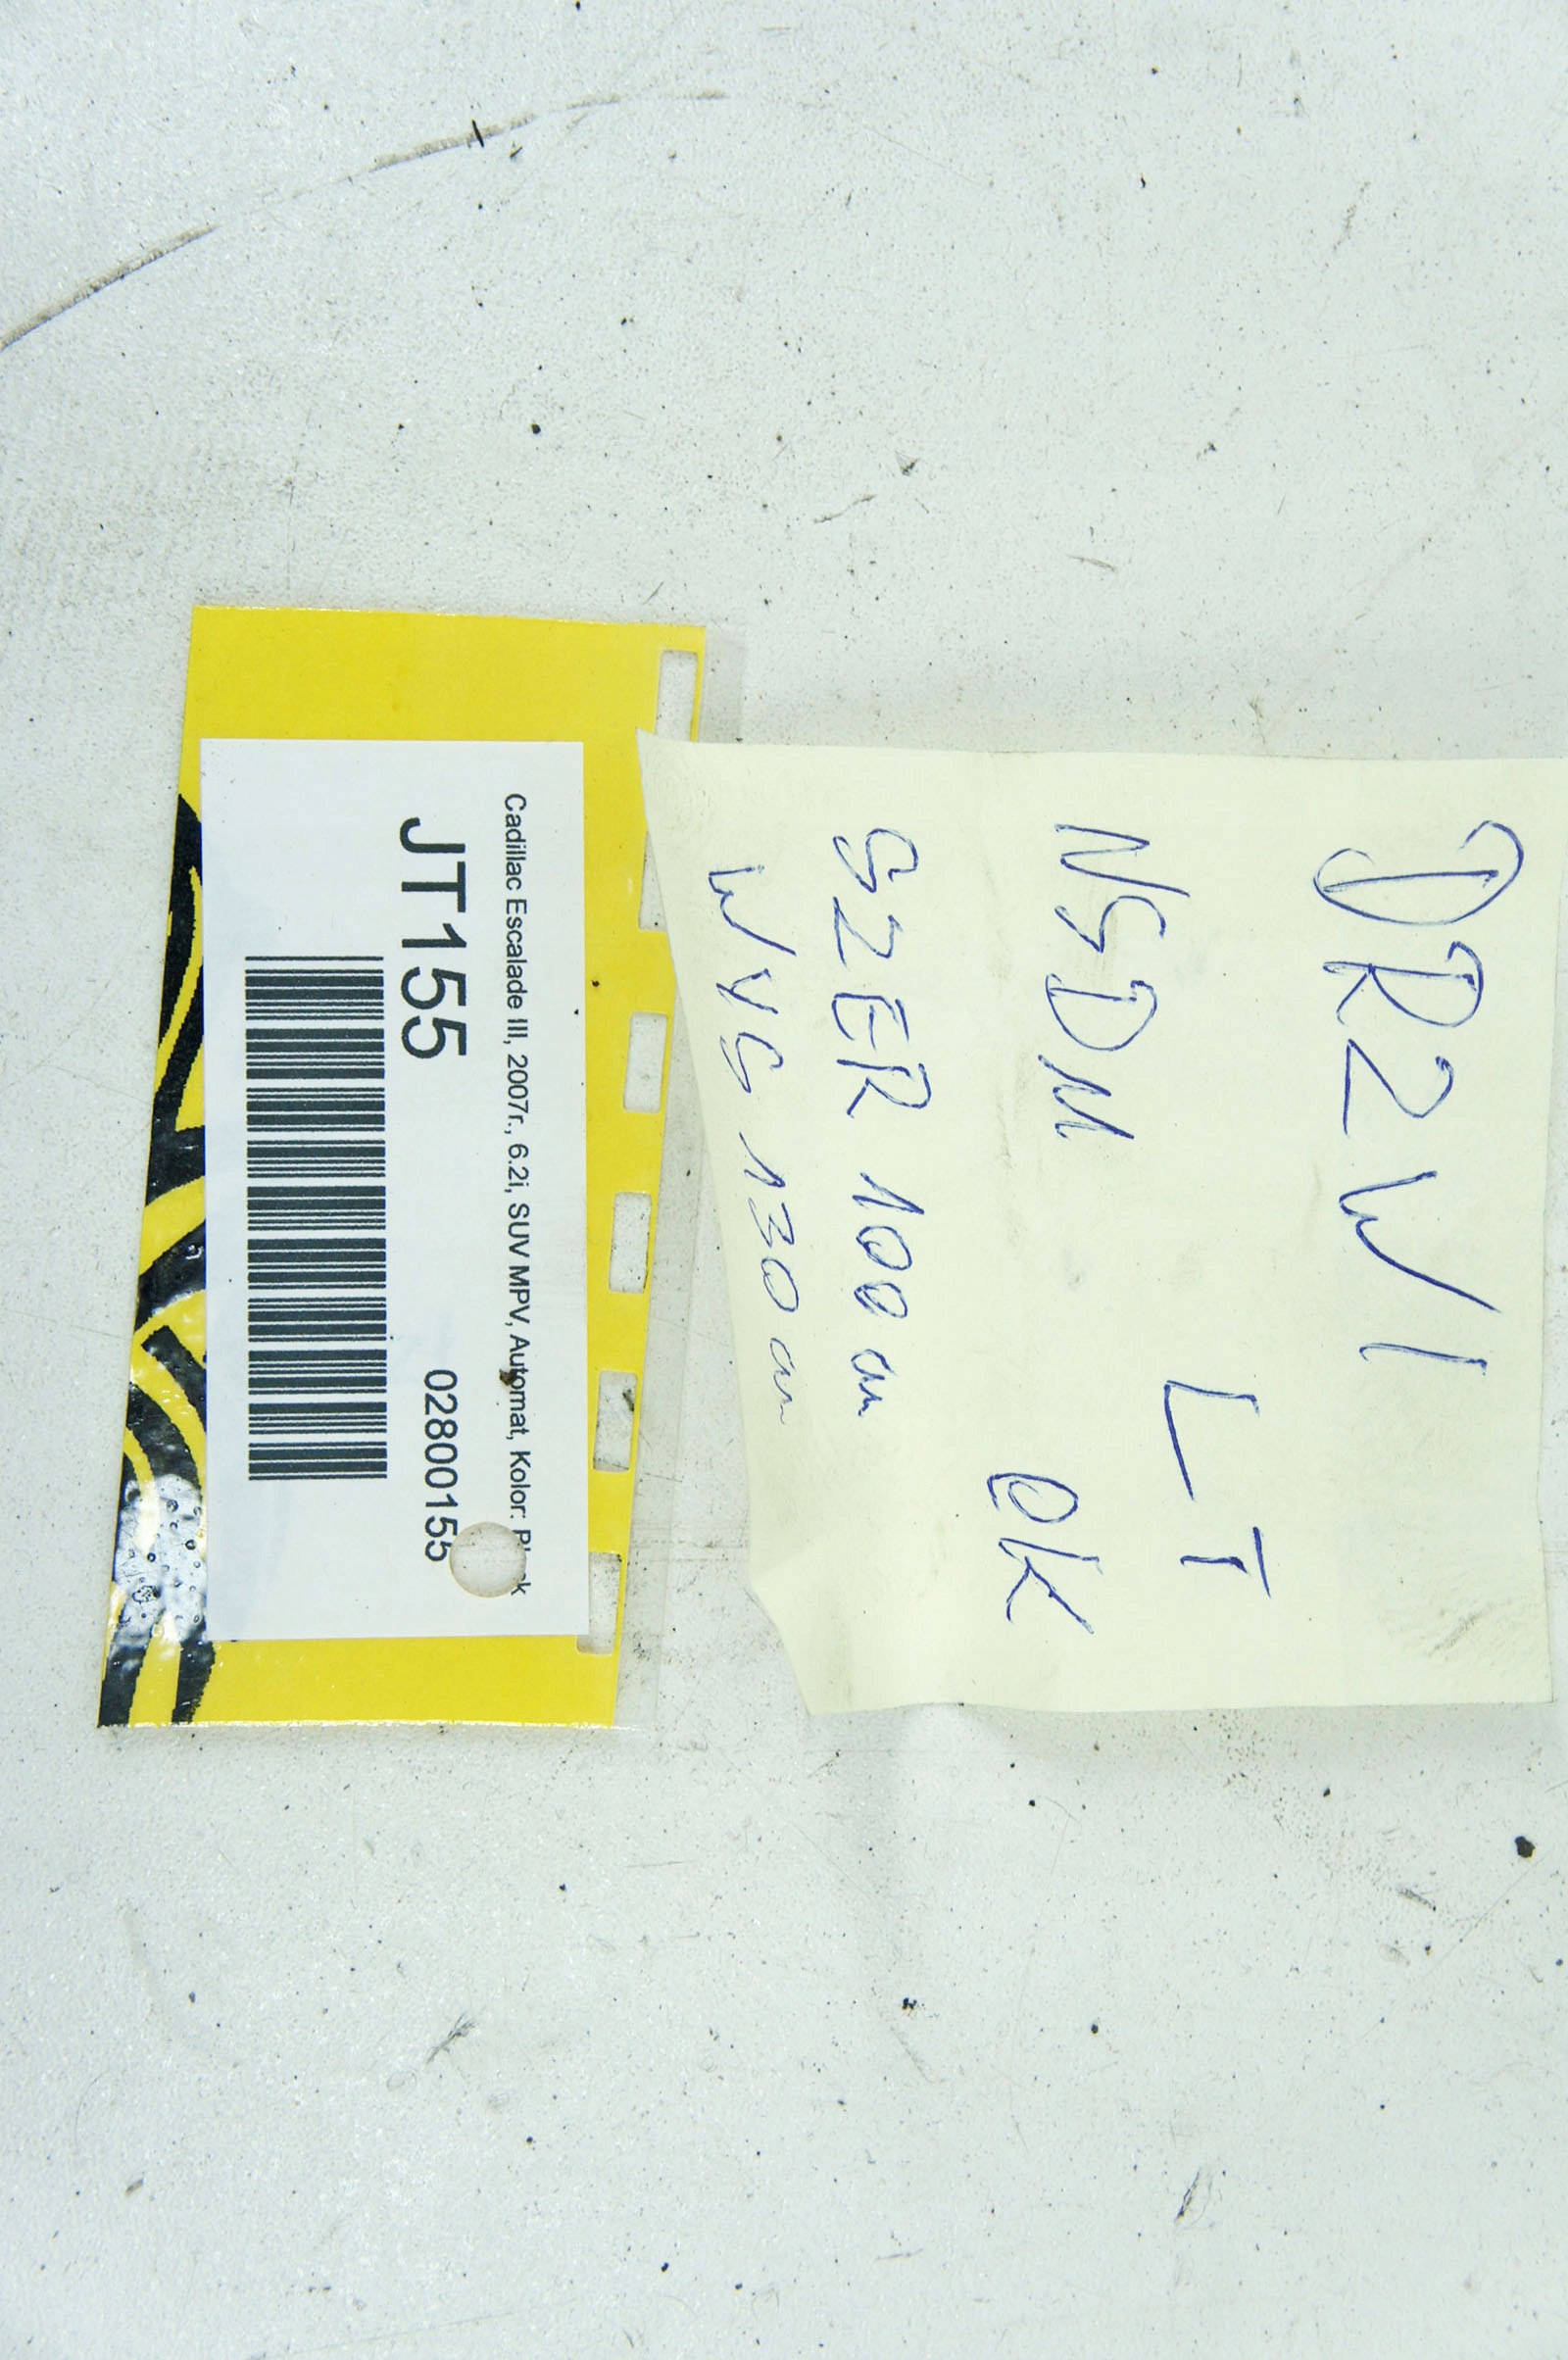 DRZWI
LT
NSDM
OK
SZER 100 cm
WYS 130 cm
Cadillac Escalade III, 2007r., 6.2i, SUV MPV, Automat, Kolor:
JT155
02800155